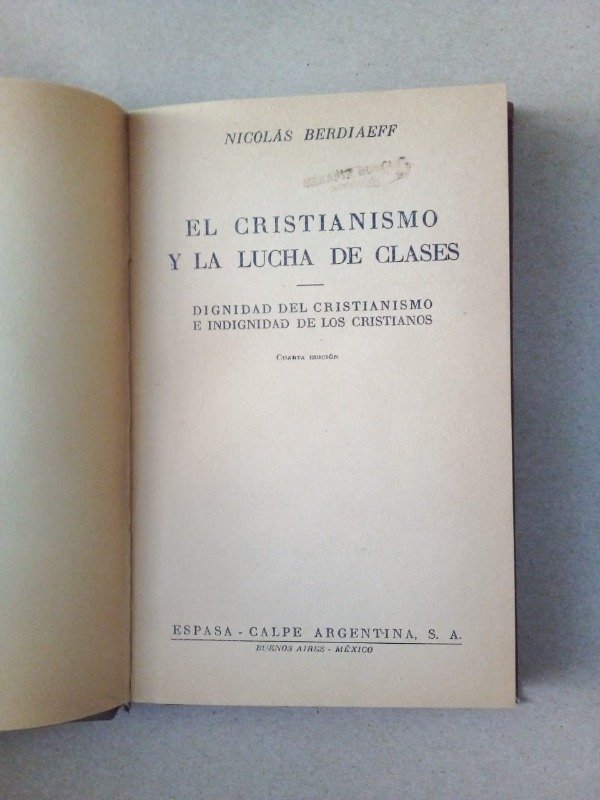 NICOLÁS BERDIAEFF
EL CRISTIANISMO
Y LA LUCHA DE CLASES
DIGNIDAD DEL CRISTIANISMO
E INDIGNIDAD DE LOS CRISTIANOS
CUARTA EDICIÓN
ESPASA - CALPE ARGENTINA, S. A.
BUENOS AIRES - MÉXICO